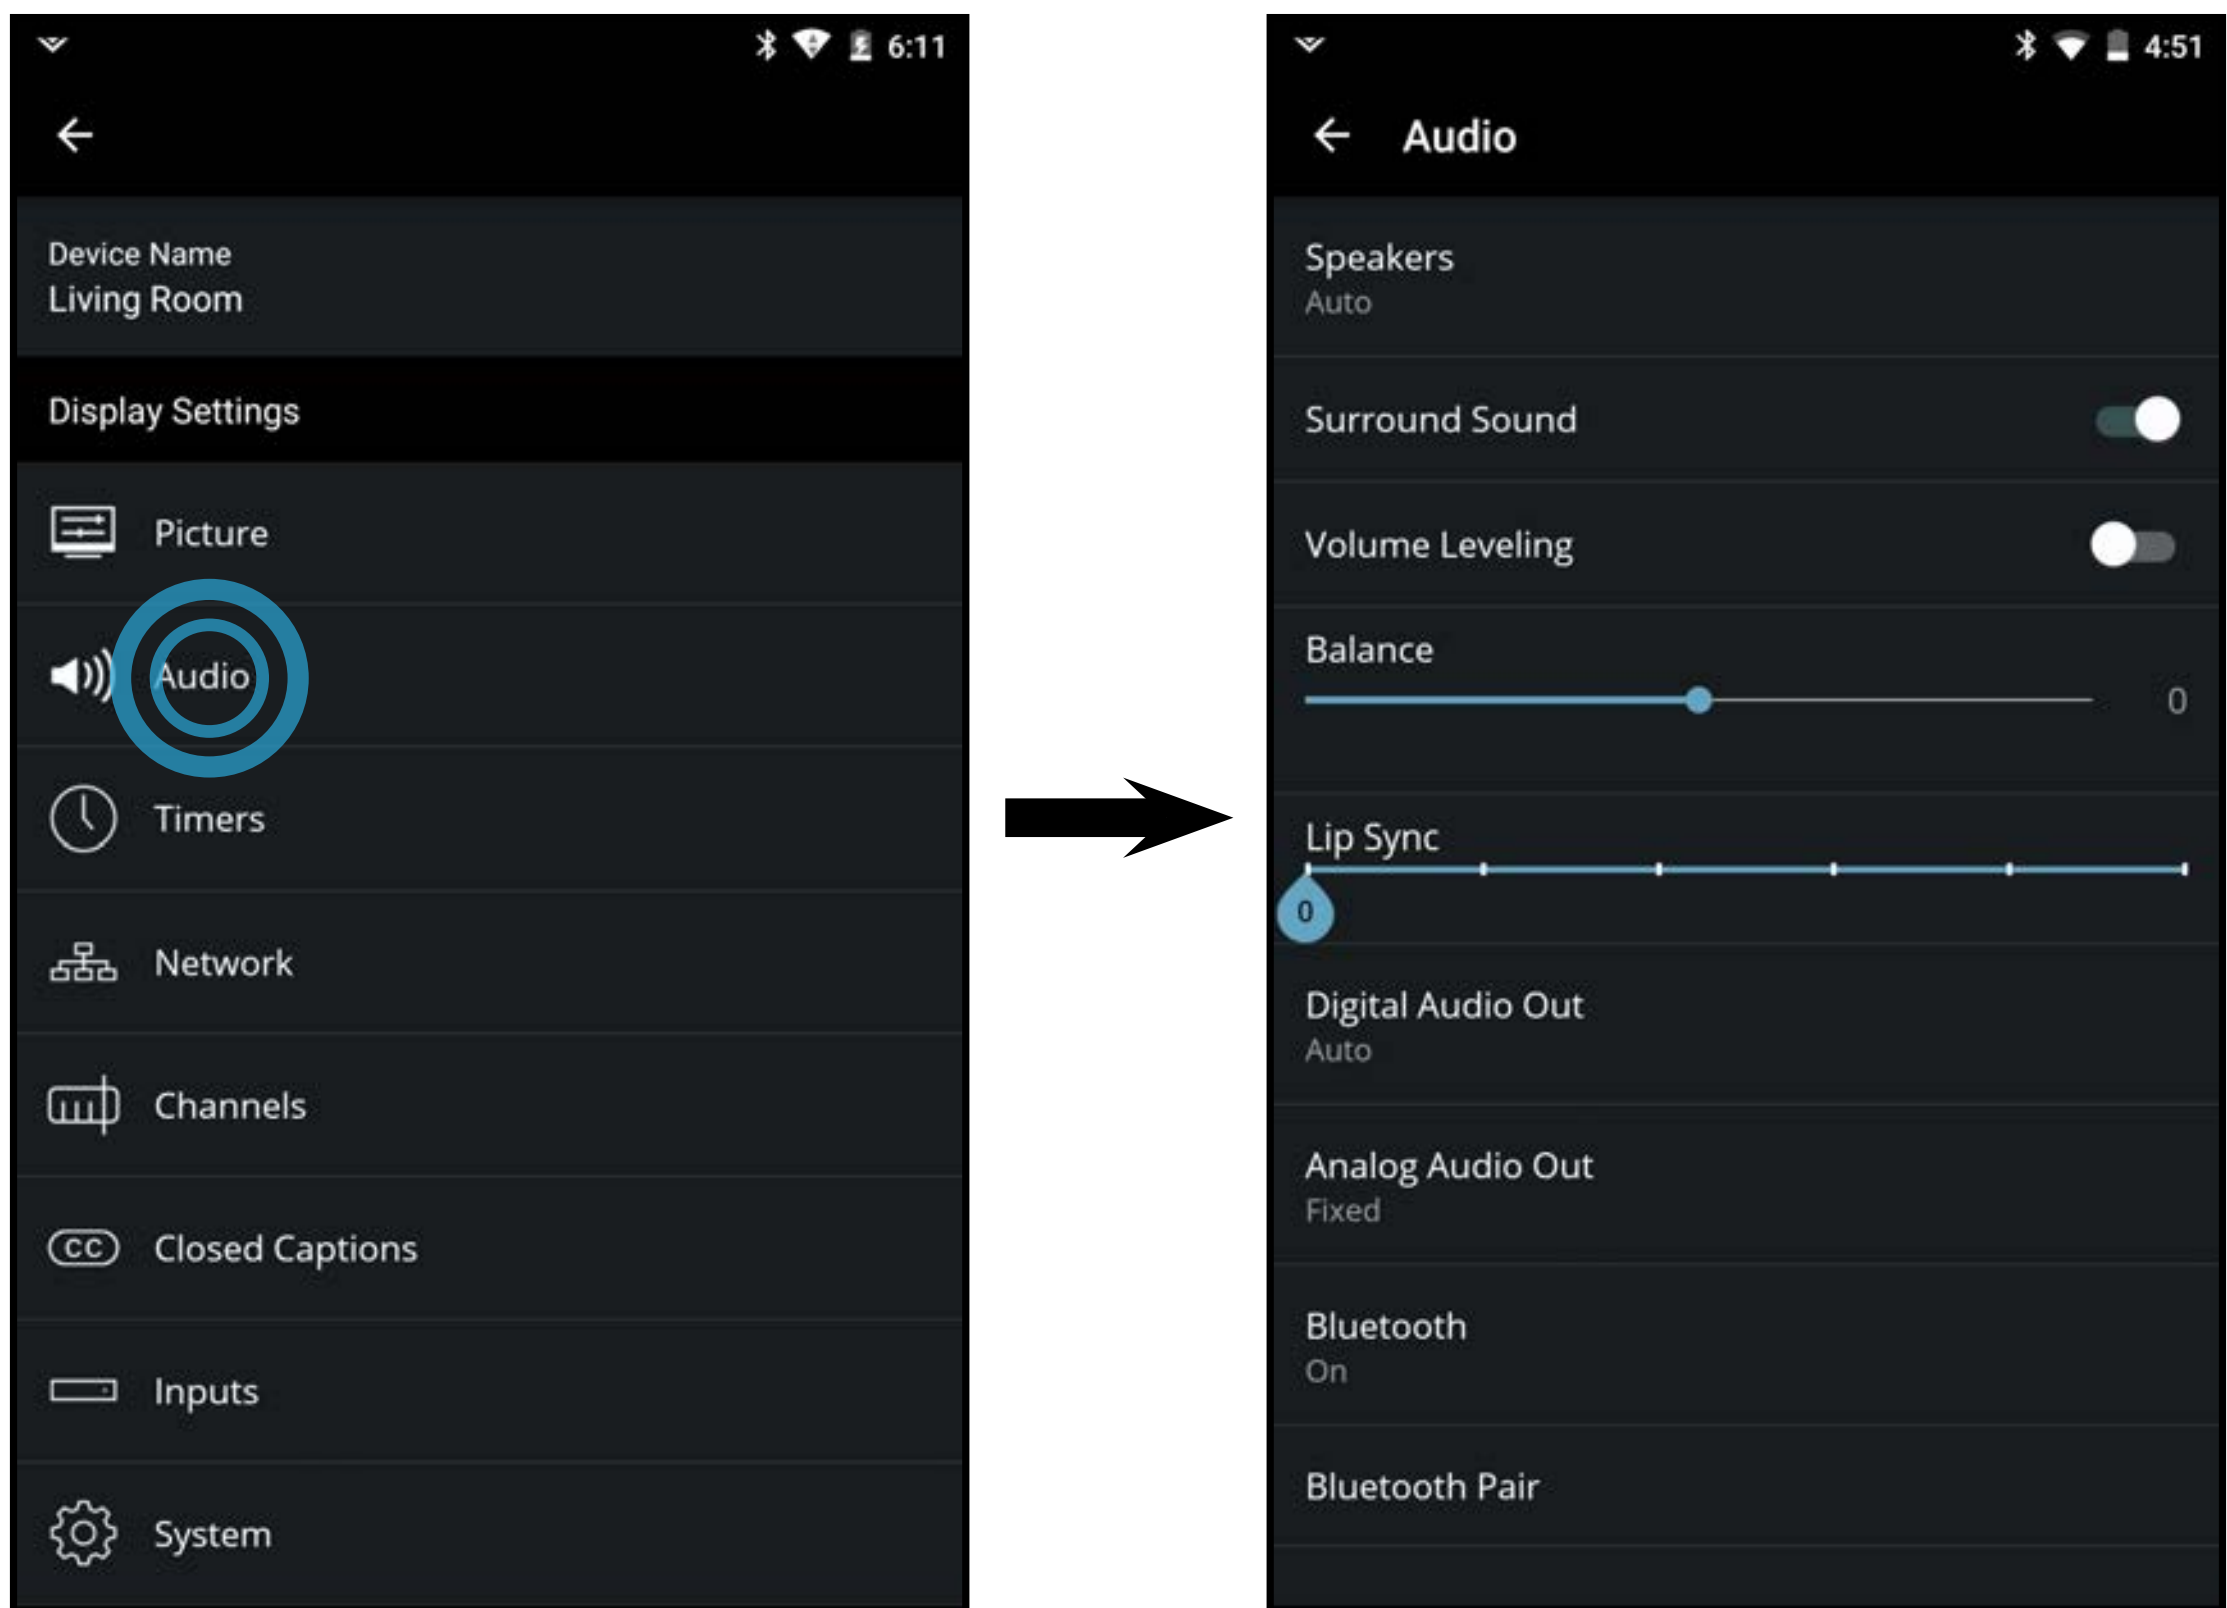 6:11
Device Name
Living Room
Display Settings
Picture
Audio
Timers
Network
Channels
CC Closed Captions
Inputs
System
4:51
Audio
Speakers
Auto
Surround Sound
Volume Leveling
Balance
0
Lip Sync
0
Digital Audio Out
Auto
Analog Audio Out
Fixed
Bluetooth
On
Bluetooth Pair